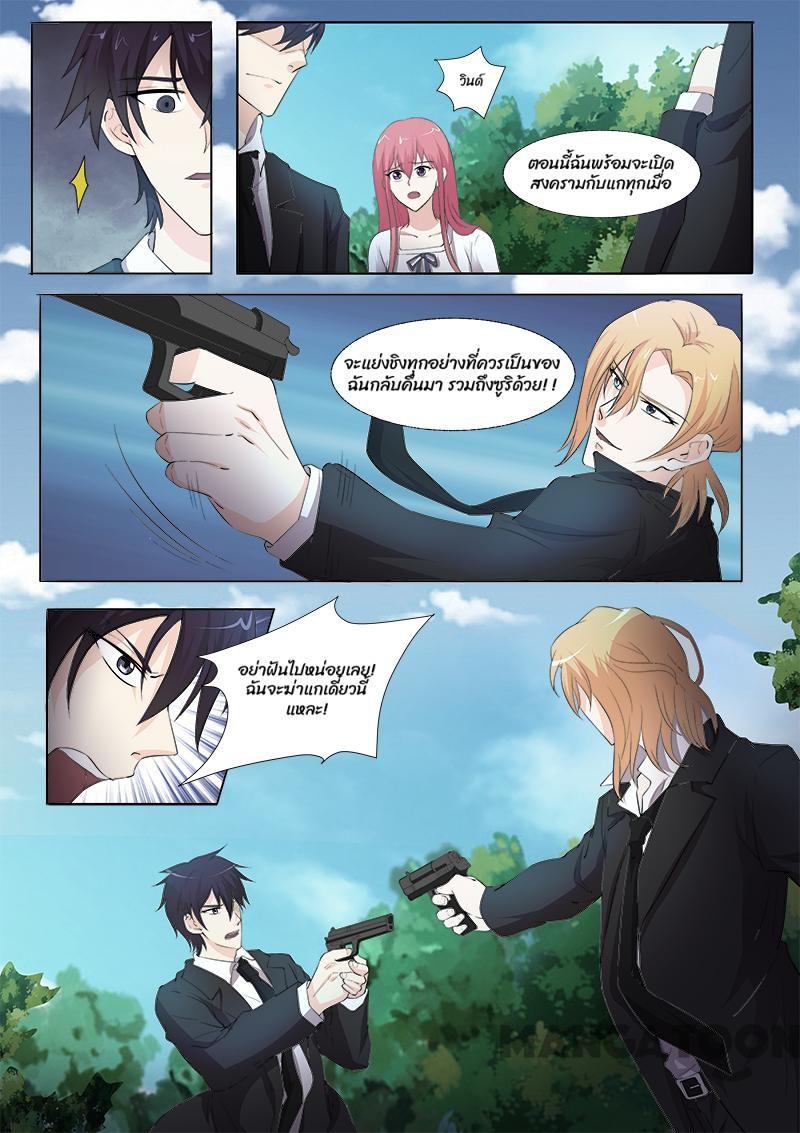 วินด์
ตอนนี้ฉันพร้อมจะเปิด
สงครามกับแกทุกเมื่อ
จะแย่งชิงทุกอย่างที่ควรเป็นของ
ฉันกลับคืนมา รวมถึงซูริด้วย! !
อย่าฝันไปหน่อยเลย!
ฉันจะฆ่าแกเดี๋ยวนี้
แหละ!
MANGATOON